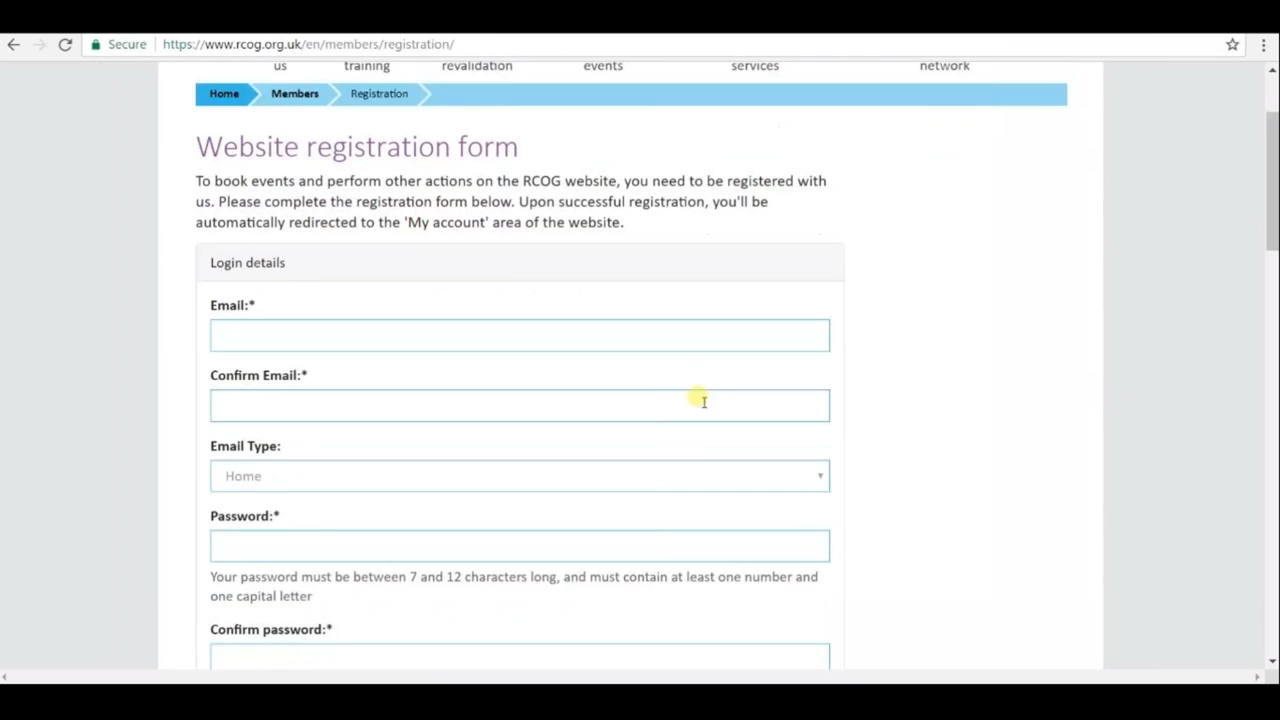 Secure https://www.rcog.org.uk/en/members/registration/
us training revalidation events services network
Home Members Registration
Website registration form
To book events and perform other actions on the RCOG website, you need to be registered with
us. Please complete the registration form below. Upon successful registration, you'll be
automatically redirected to the 'My account' area of the website.
Login details
Email:*
Confirm Email:*
Email Type:
Home
Password:*
Your password must be between 7 and 12 characters long, and must contain at least one number and
one capital letter
Confirm password:*